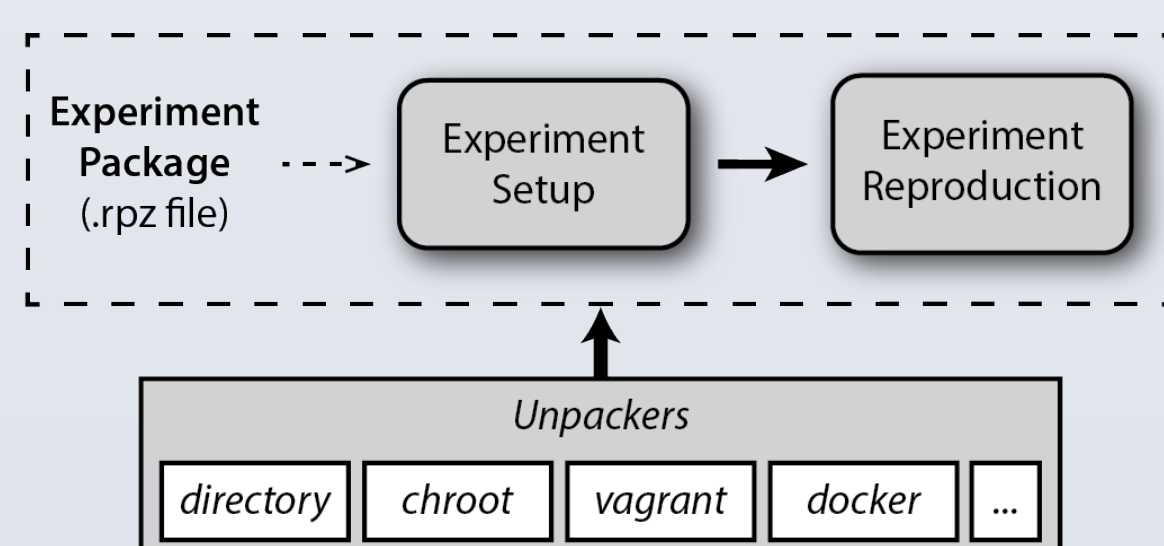 Experiment
Package
(.rpz file)
Experiment
Setup
Experiment
Reproduction
Unpackers
directory
chroot
vagrant
docker
...